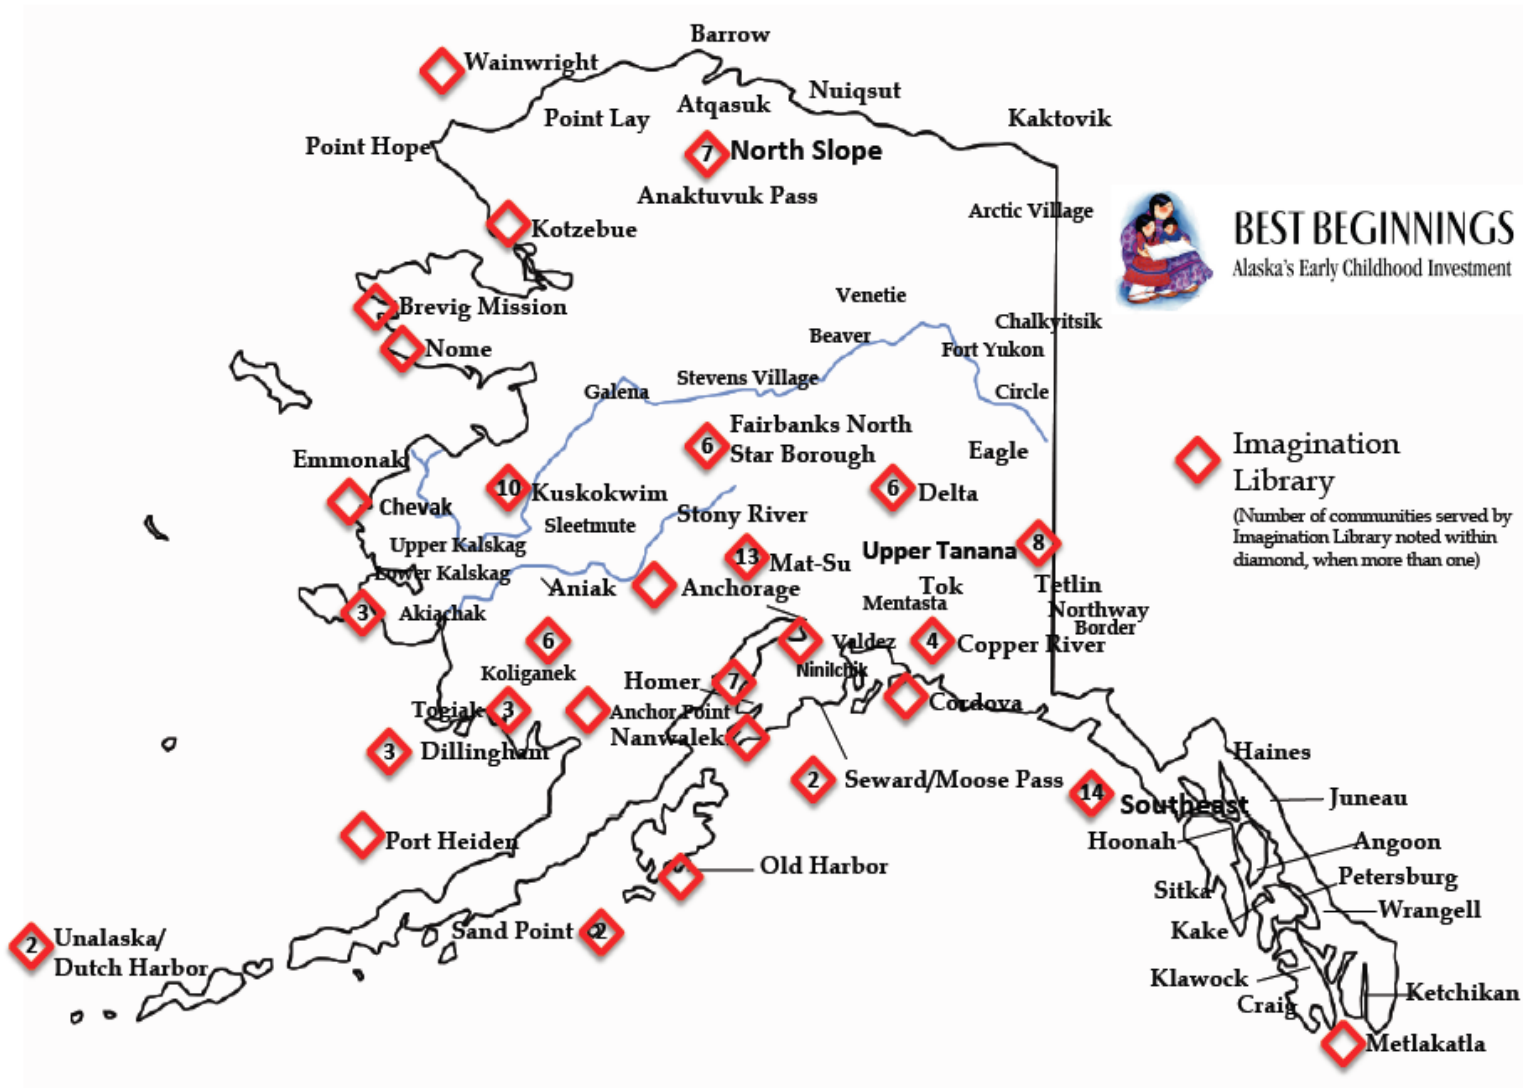 Barrow
Wainwright
Nuiqsut
Atqasuk
Point Lay
Kaktovik
Point Hope
7 North Slope
Anaktuvuk Pass
Arctic Village
BEST BEGINNINGS
Alaska's Early Childhood Investment
Kotzebue
Venetie
Brevig Mission
Chalkyitsik
Beaver
Fort Yukon
Nome
Stevens Village
Galena
Circle
Fairbanks North
6 Star Borough
Eagle
Emmonak
Imagination
Library
(Number of communities served by
Imagination Library noted within
diamond, when more than one)
10 Kuskokwim
6 Delta
Chevak
Stony River
Sleetmute
Upper Kalskag
Upper Tanana 8
13 Mat-Su
Lower Kalskag
Aniak
Anchorage
Tok
Tetlin
Mentasta
Northway
Border
3 Akiachak
6
Valdez
4 Copper River
Koliganek
Ninilchik
Homer 7
Togiak 3
Anchor Point
Cordova
Nanwalek
3 Dillingham
2 Seward/Moose Pass
Haines
14 Southeast
Juneau
Port Heiden
Hoonah
Angoon
Old Harbor
Petersburg
Sitka
Wrangell
Kake
Sand Point 2
2 Unalaska/
Dutch Harbor
Klawock
Craig
Ketchikan
Metlakatla